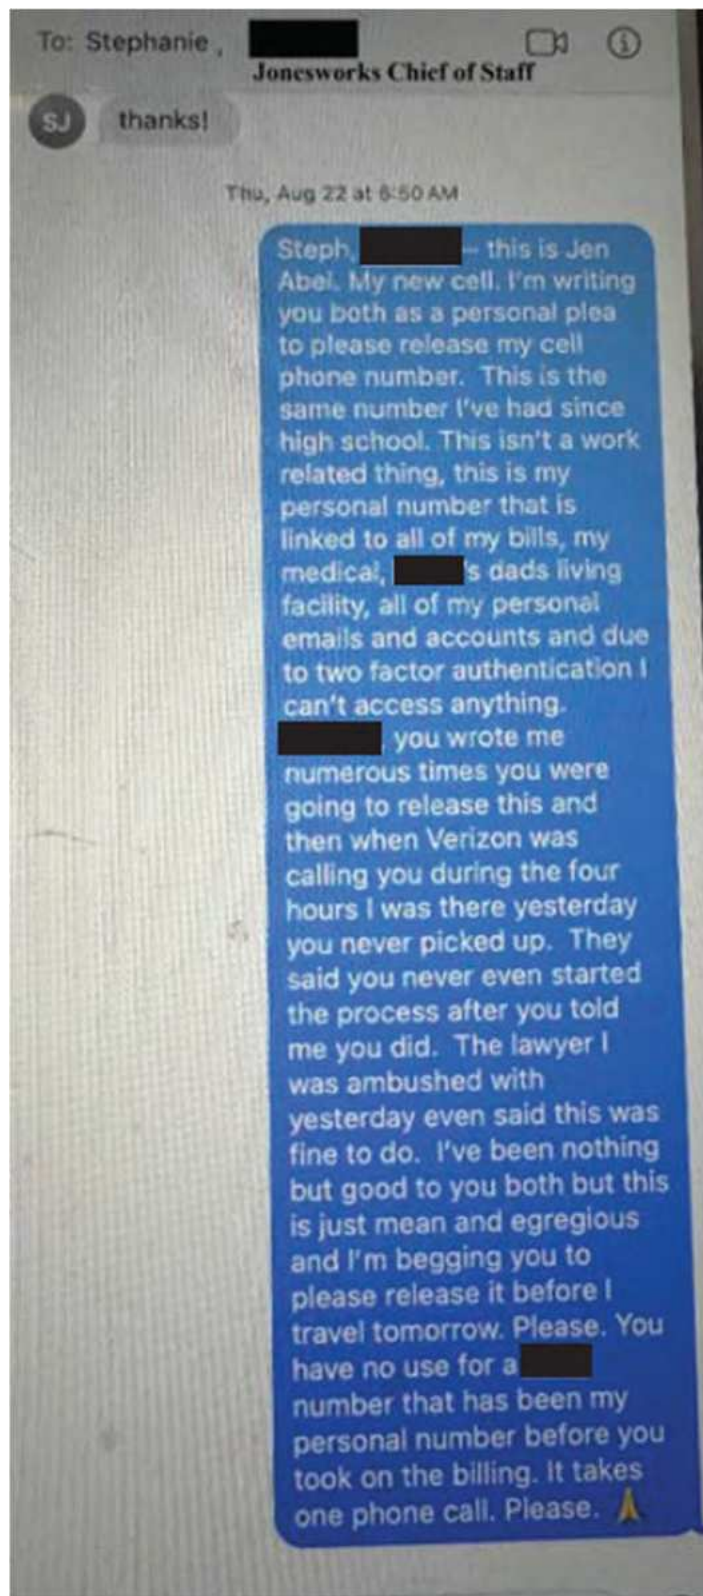 To: Stephanie ,
Jonesworks Chief of Staff
SJ
thanks!
Thu, Aug 22 at 6:50 AM
Steph, – this is Jen
Abel. My new cell. I'm writing
you both as a personal plea
to please release my cell
phone number. This is the
same number I've had since
high school. This isn't a work
related thing, this is my
personal number that is
linked to all of my bills, my
medical, 's dads living
facility, all of my personal
emails and accounts and due
to two factor authentication I
can't access anything.
you wrote me
numerous times you were
going to release this and
then when Verizon was
calling you during the four
hours I was there yesterday
you never picked up. They
said you never even started
the process after you told
me you did. The lawyer I
was ambushed with
yesterday even said this was
fine to do. I've been nothing
but good to you both but this
is just mean and egregious
and I'm begging you to
please release it before I
travel tomorrow. Please. You
have no use for a
number that has been my
personal number before you
took on the billing. It takes
one phone call. Please. 🙏